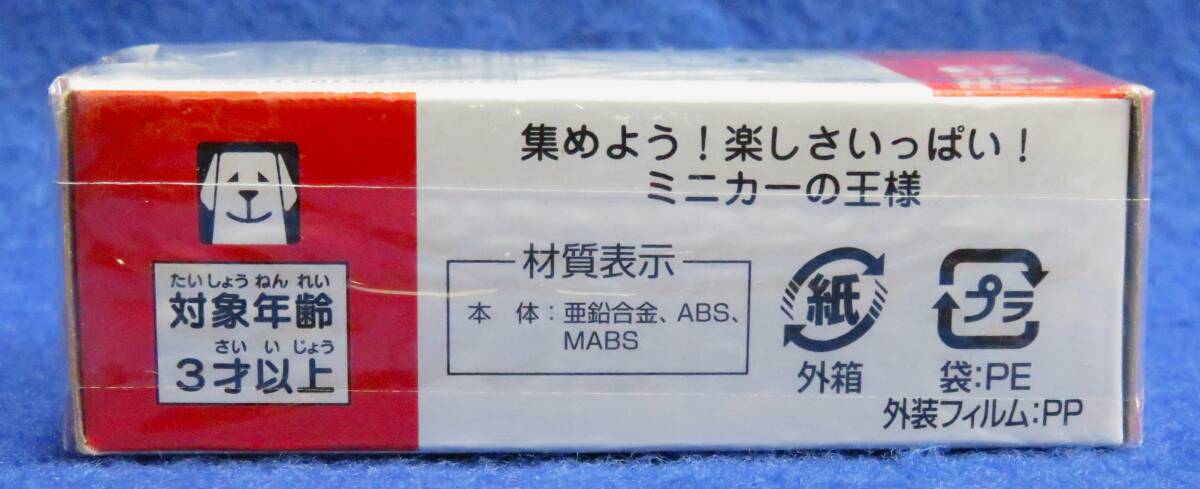 集めよう！楽しさいっぱい！
ミニカーの王様
たいしょうねんれい
対象年齢
さいいじょう
3才以上
材質表示
本体：亜鉛合金、ABS、
MABS
紙
外箱
プラ
袋：PE
外装フィルム：PP